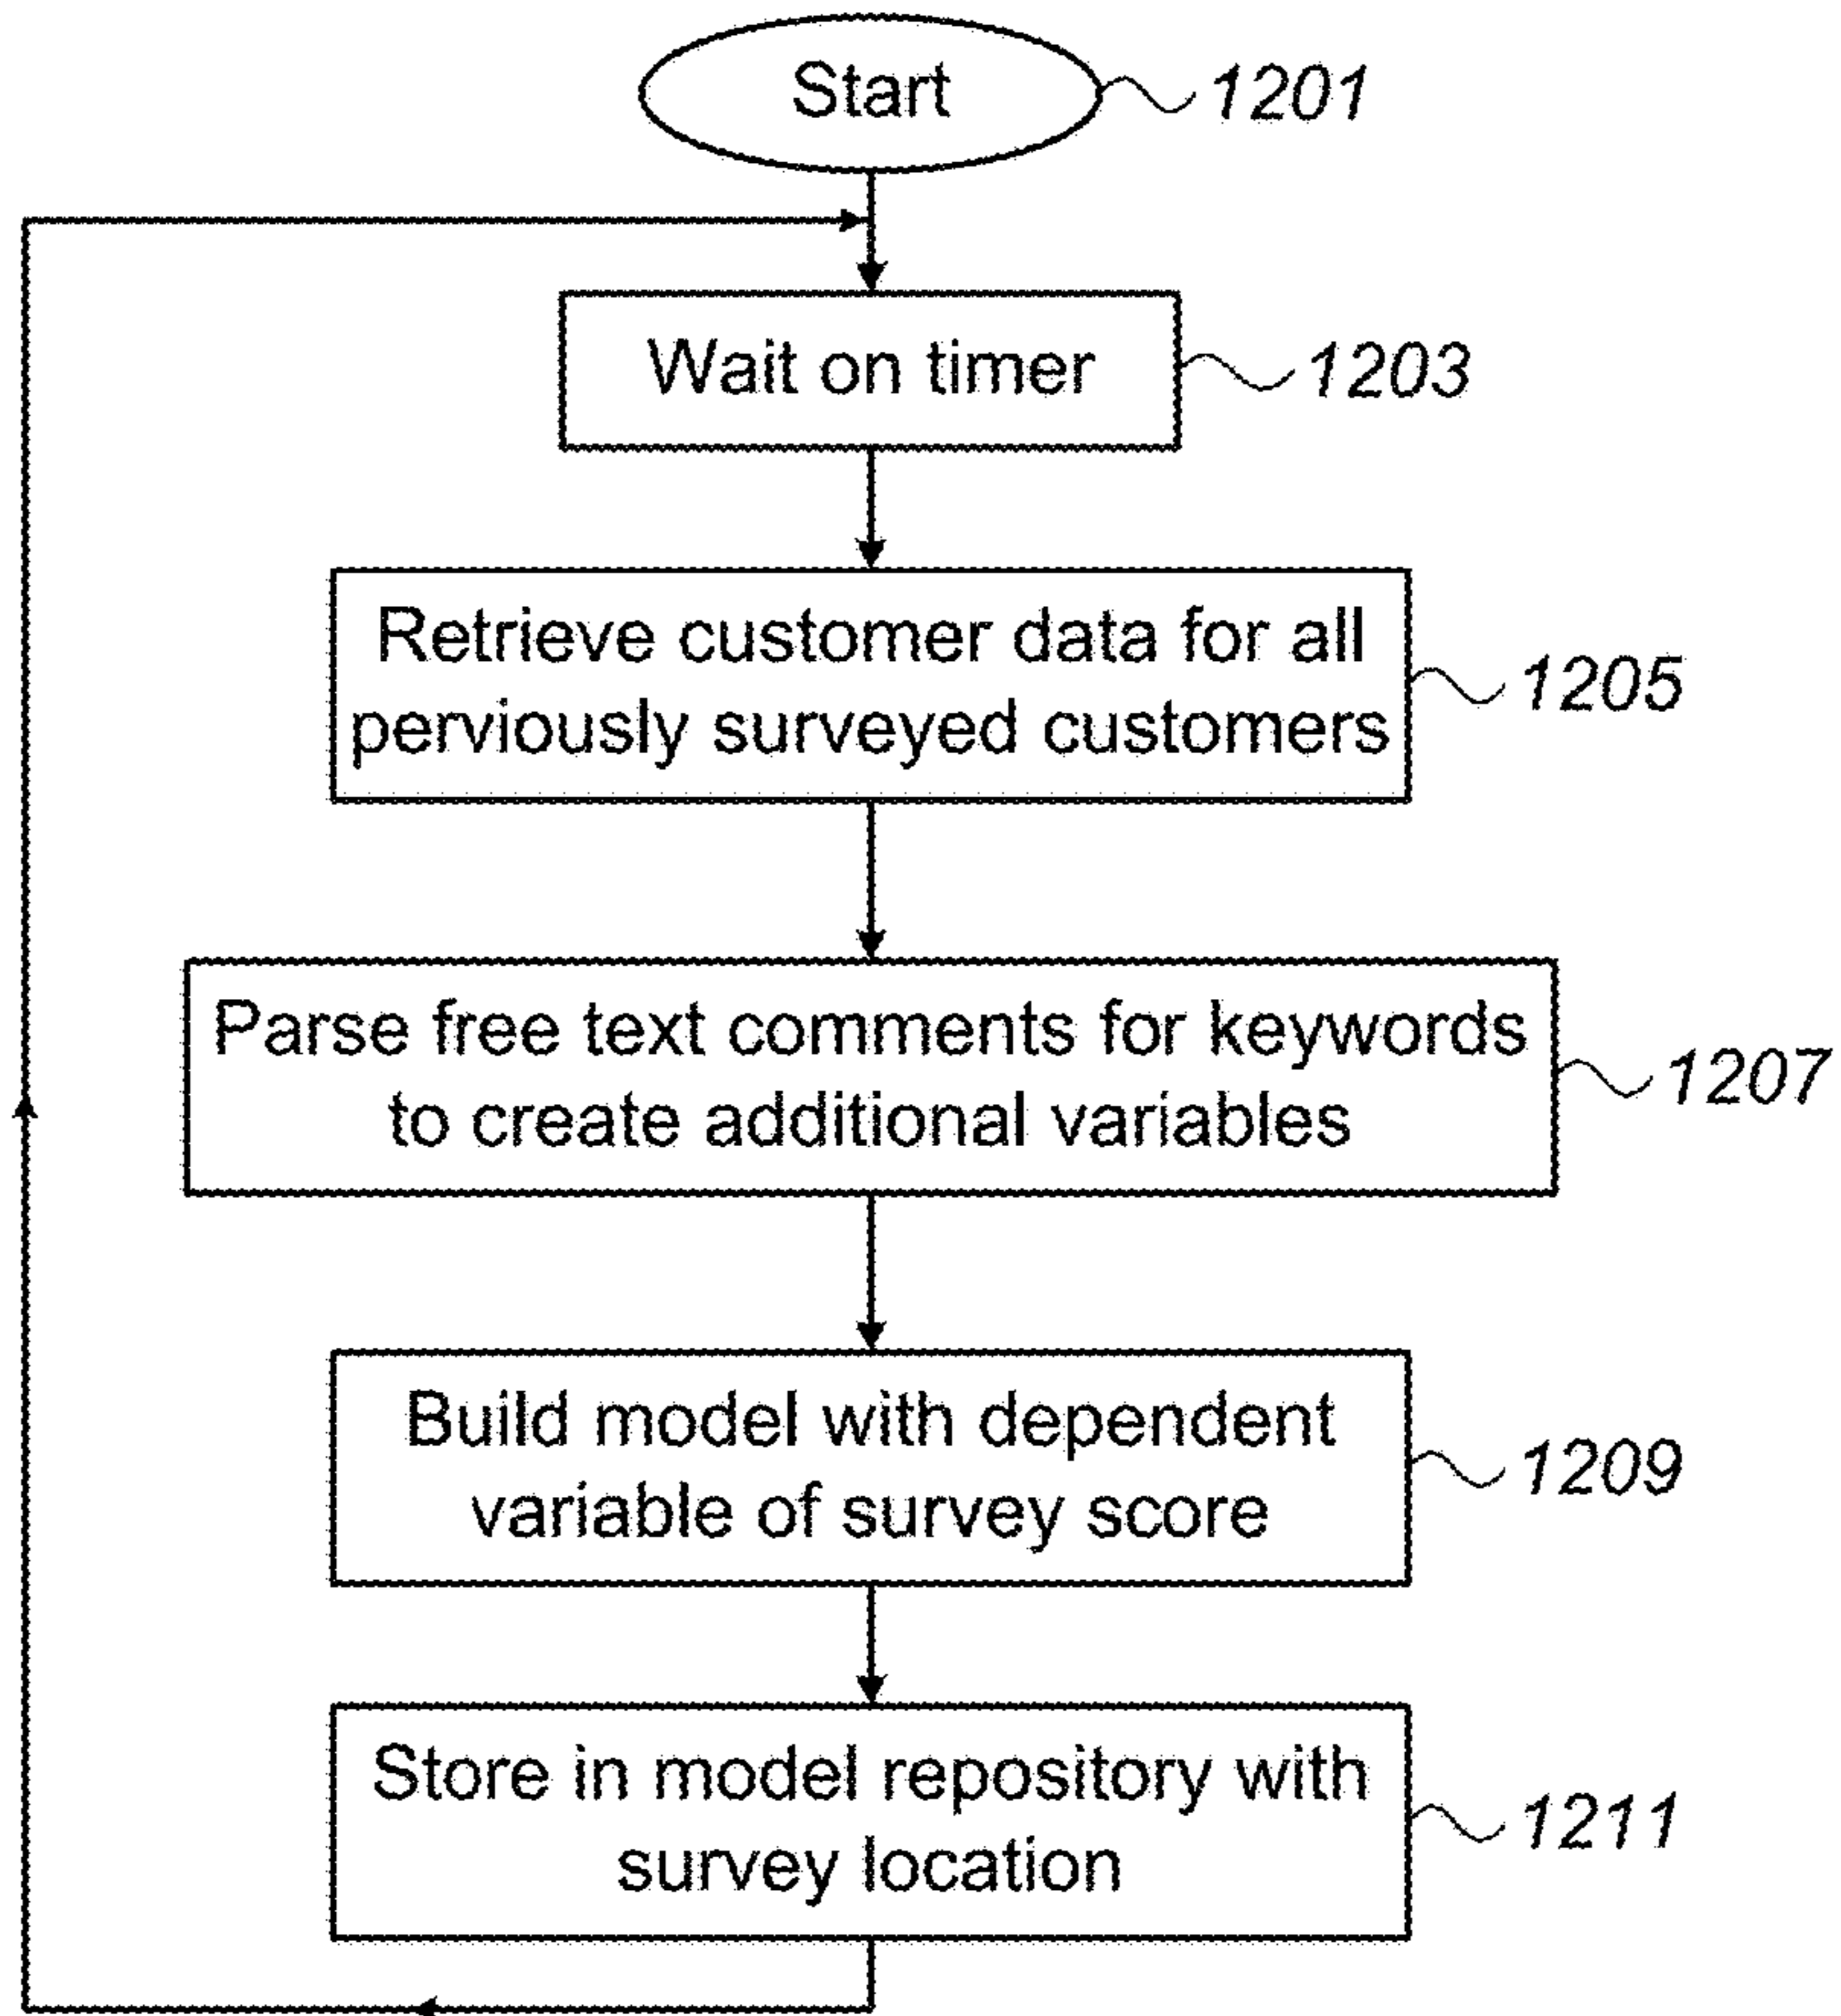 Start
1201
Wait on timer
1203
Retrieve customer data for all
perviously surveyed customers
1205
Parse free text comments for keywords
to create additional variables
1207
Build model with dependent
variable of survey score
1209
Store in model repository with
survey location
1211